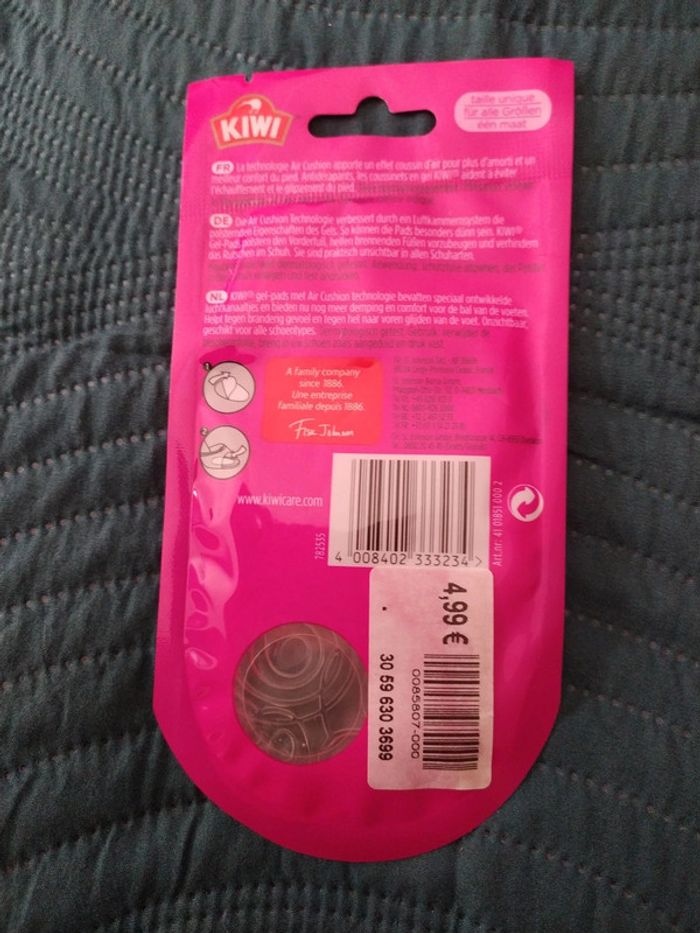 KIWI
taille unique
für alle Größen
één maat
FR La technologie Air Cushion apporte un effet coussin d'air pour plus d'amorti et un
meilleur confort du pied. Antidérapants, les coussinets en gel KIWI® aident à éviter
l'échauffement et le glissement du pied.
DE Die Air Cushion Technologie verbessert durch ein Luftkammersystem die
polsternden Eigenschaften des Gels. So können die Pads besonders dünn sein. KIWI®
Gel-Pads polstern den Vorderfuß, helfen brennenden Füßen vorzubeugen und verhindern
das Rutschen im Schuh. Sie sind praktisch unsichtbar in allen Schuharten.
NL KIWI® gel-pads met Air Cushion technologie bevatten speciaal ontwikkelde
luchtkanaaltjes en bieden nu nog meer demping en comfort voor de bal van de voeten.
Helpt tegen branderig gevoel en tegen het naar voren glijden van de voet. Onzichtbaar,
geschikt voor alle schoentypes.
1
2
A family company
since 1886.
Une entreprise
familiale depuis 1886.
Fisk Johnson
www.kiwicare.com
782535
4 008402 333234 >
Art.nr: 41 01851 000 2
4,99 €
0085807-000
30 59 630 3699